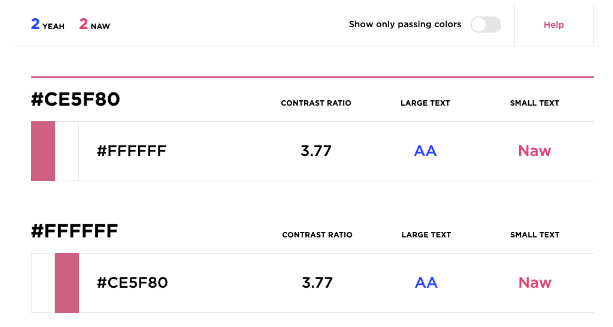 2 YEAH 2 NAW Show only passing colors Help
#CE5F80 CONTRAST RATIO LARGE TEXT SMALL TEXT
#FFFFFF 3.77 AA Naw
#FFFFFF CONTRAST RATIO LARGE TEXT SMALL TEXT
#CE5F80 3.77 AA Naw